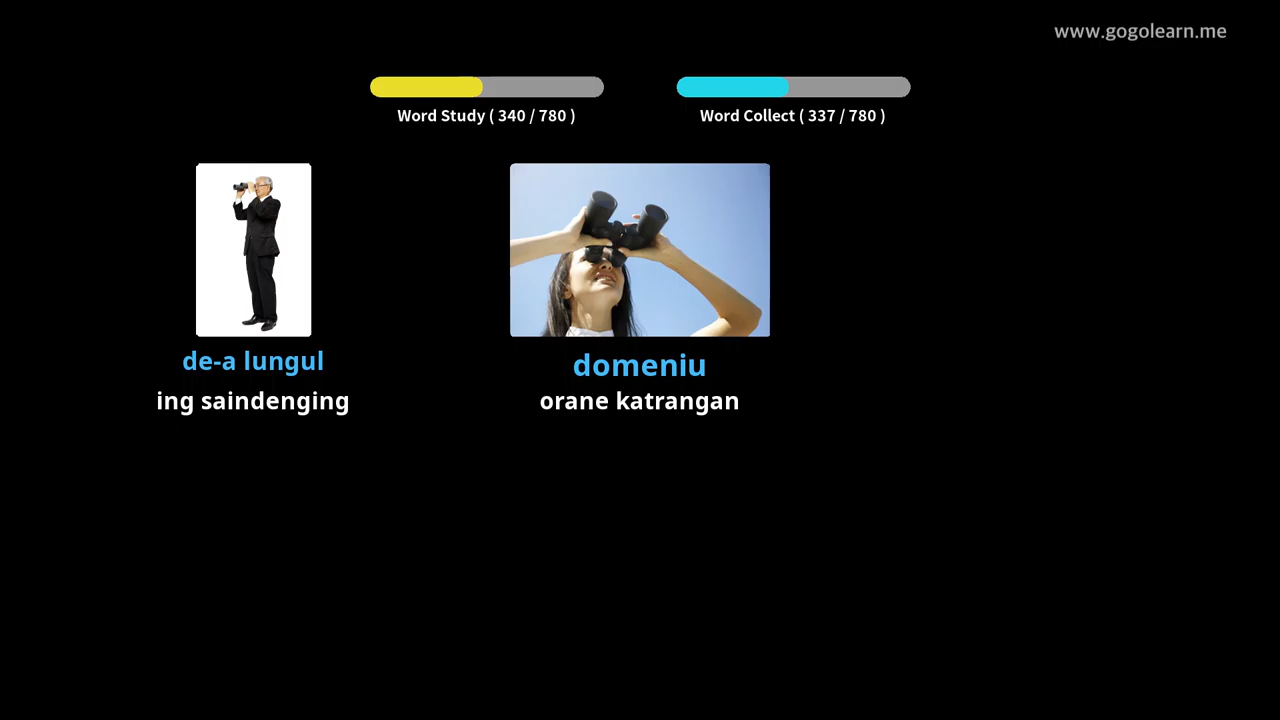 www.gogolearn.me
Word Study ( 340 / 780 )
Word Collect ( 337 / 780 )
de-a lungul
domeniu
ing saindenging
orane katrangan